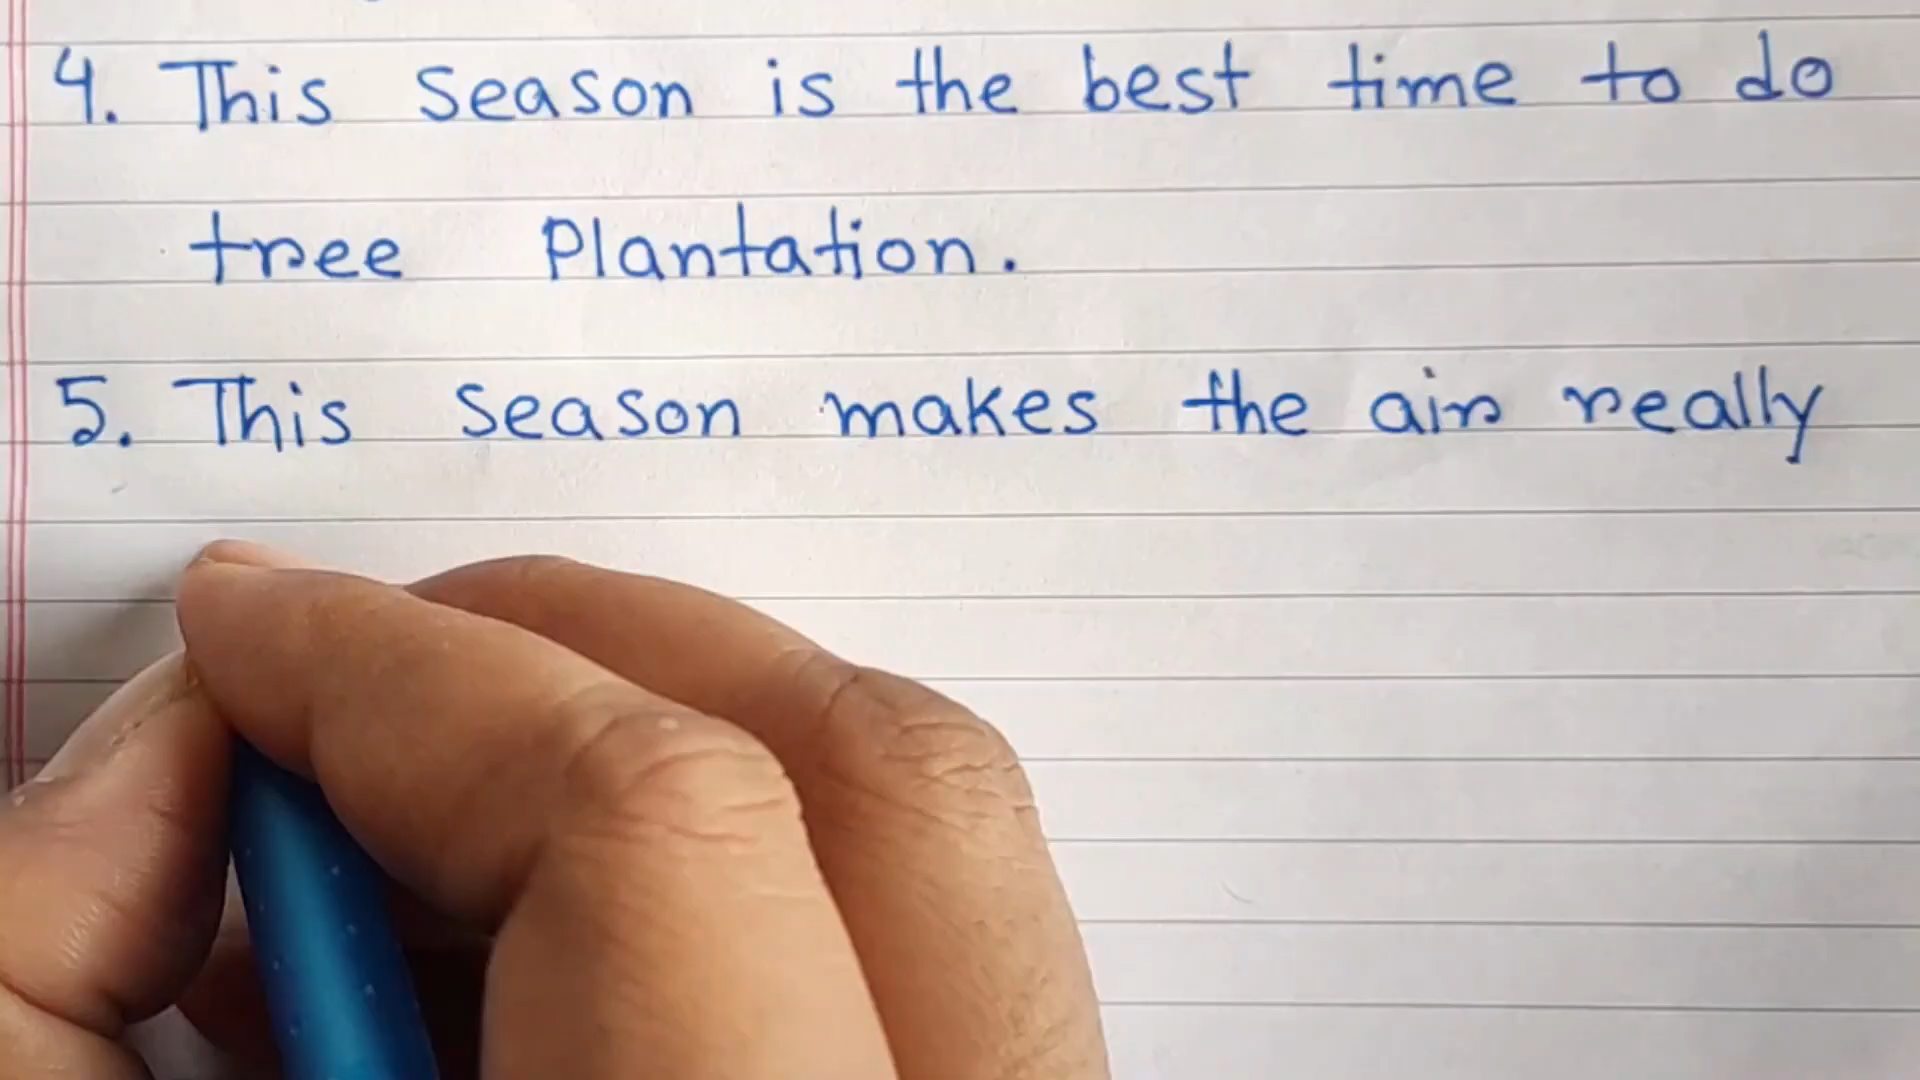 4. This season is the best time to do
tree Plantation.
5. This season makes the air really